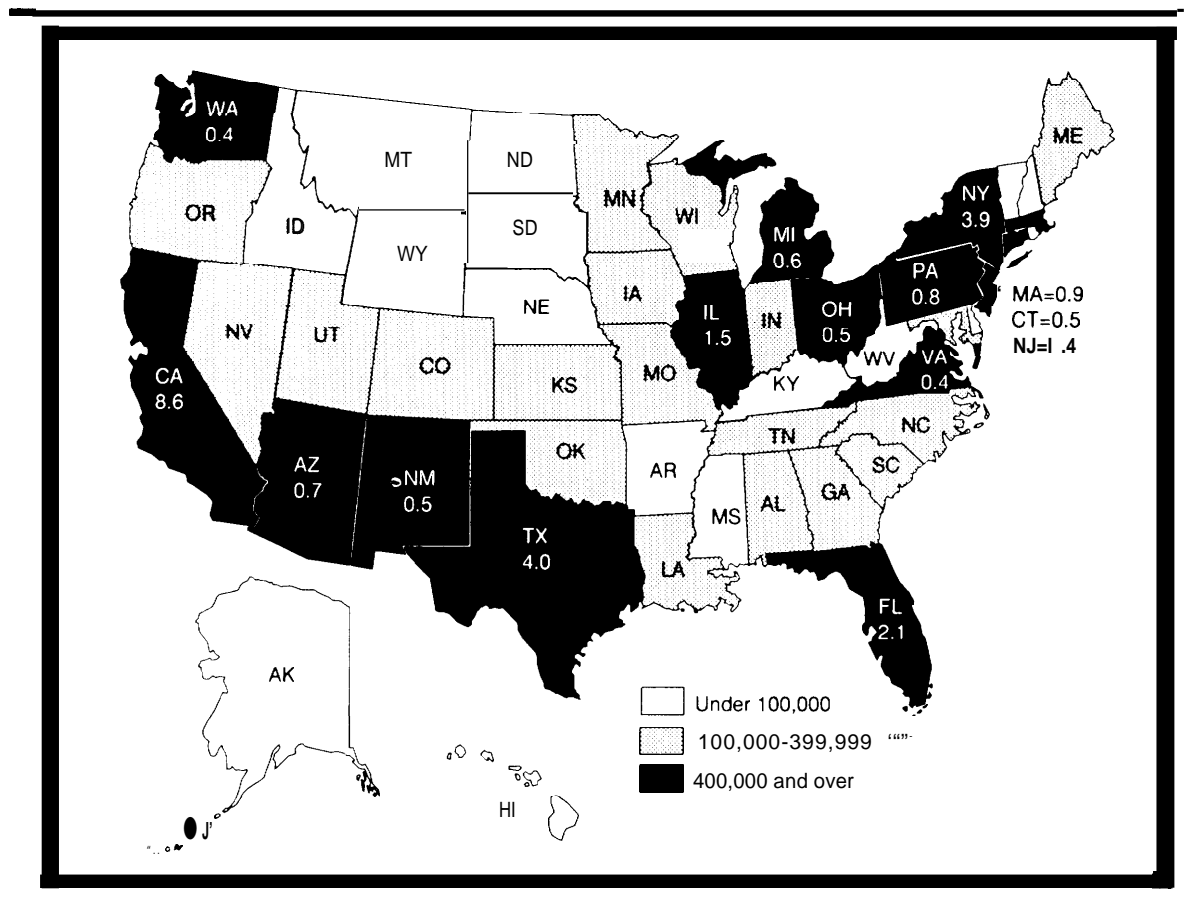 WA
0.4
MT
ND
ME
OR
ID
MN
WI
NY
3.9
WY
SD
MI
0.6
PA
0.8
MA=0.9
CT=0.5
NJ=I .4
NV
UT
CO
NE
IA
IL
1.5
IN
OH
0.5
WV
VA
0.4
CA
8.6
KS
MO
KY
AZ
0.7
NM
0.5
OK
AR
TN
NC
SC
TX
4.0
MS
AL
GA
LA
FL
2.1
AK
HI
Under 100,000
100,000-399,999
400,000 and over
J'